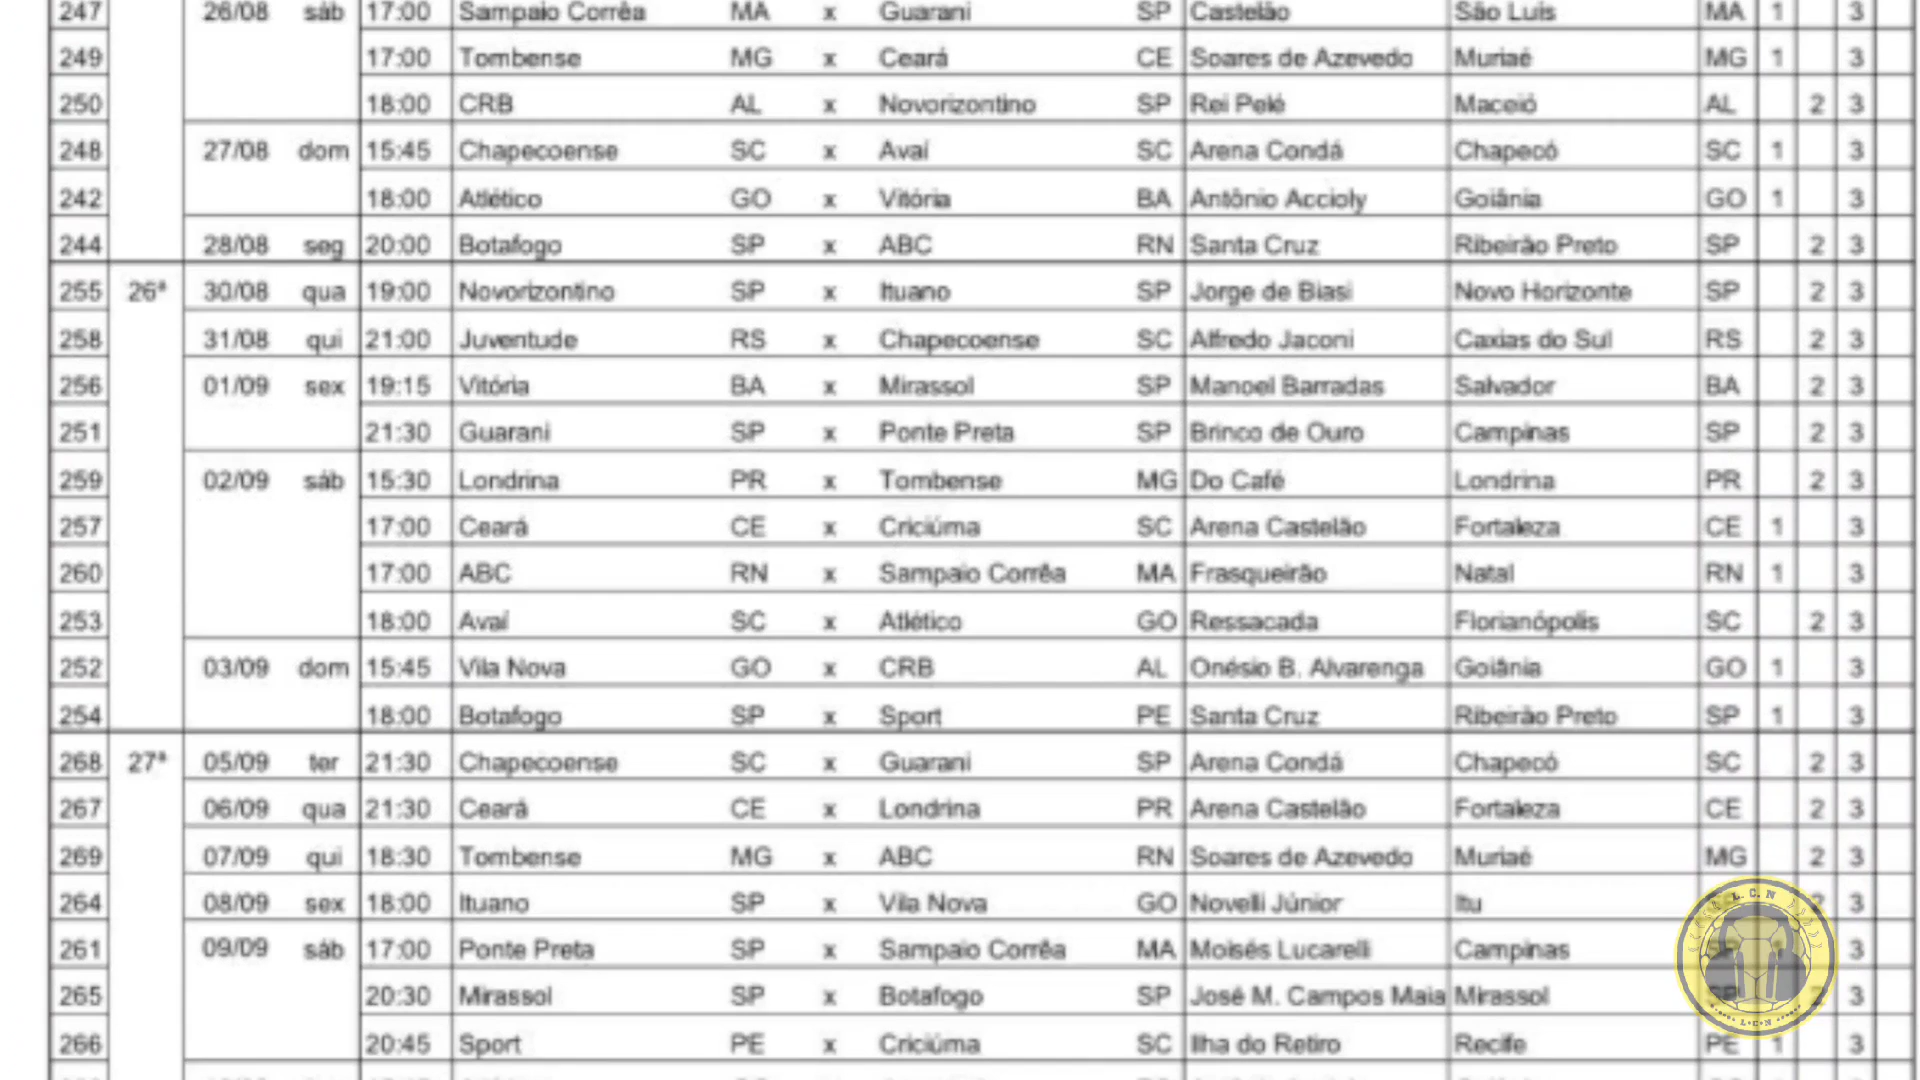 247 26/08 sáb 17:00 Sampaio Corrêa MA x Guarani SP Castelão São Luis MA 1 3
249 17:00 Tombense MG x Ceará CE Soares de Azevedo Muriaé MG 1 3
250 18:00 CRB AL x Novorizontino SP Rei Pelé Maceió AL 2 3
248 27/08 dom 15:45 Chapecoense SC x Avaí SC Arena Condá Chapecó SC 1 3
242 18:00 Atlético GO x Vitória BA Antônio Accioly Goiânia GO 1 3
244 28/08 seg 20:00 Botafogo SP x ABC RN Santa Cruz Ribeirão Preto SP 2 3
255 26ª 30/08 qua 19:00 Novorizontino SP x Ituano SP Jorge de Biasi Novo Horizonte SP 2 3
258 31/08 qui 21:00 Juventude RS x Chapecoense SC Alfredo Jaconi Caxias do Sul RS 2 3
256 01/09 sex 19:15 Vitória BA x Mirassol SP Manoel Barradas Salvador BA 2 3
251 21:30 Guarani SP x Ponte Preta SP Brinco de Ouro Campinas SP 2 3
259 02/09 sáb 15:30 Londrina PR x Tombense MG Do Café Londrina PR 2 3
257 17:00 Ceará CE x Criciúma SC Arena Castelão Fortaleza CE 1 3
260 17:00 ABC RN x Sampaio Corrêa MA Frasqueirão Natal RN 1 3
253 18:00 Avaí SC x Atlético GO Ressacada Florianópolis SC 2 3
252 03/09 dom 15:45 Vila Nova GO x CRB AL Onésio B. Alvarenga Goiânia GO 1 3
254 18:00 Botafogo SP x Sport PE Santa Cruz Ribeirão Preto SP 1 3
268 27ª 05/09 ter 21:30 Chapecoense SC x Guarani SP Arena Condá Chapecó SC 2 3
267 06/09 qua 21:30 Ceará CE x Londrina PR Arena Castelão Fortaleza CE 2 3
269 07/09 qui 18:30 Tombense MG x ABC RN Soares de Azevedo Muriaé MG 2 3
264 08/09 sex 18:00 Ituano SP x Vila Nova GO Novelli Júnior Itu 2 3
261 09/09 sáb 17:00 Ponte Preta SP x Sampaio Corrêa MA Moisés Lucarelli Campinas 3
265 20:30 Mirassol SP x Botafogo SP José M. Campos Maia Mirassol SP 2 3
266 20:45 Sport PE x Criciúma SC Ilha do Retiro Recife PE 1 3
L.C.N
L.C.N